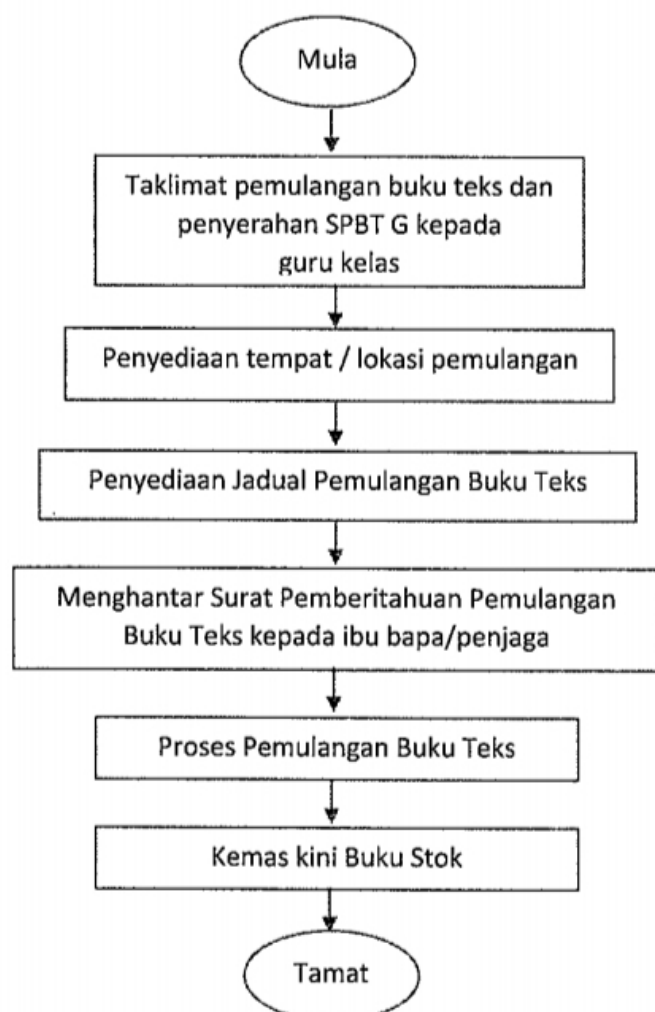 Mula
Taklimat pemulangan buku teks dan
penyerahan SPBT G kepada
guru kelas
Penyediaan tempat / lokasi pemulangan
Penyediaan Jadual Pemulangan Buku Teks
Menghantar Surat Pemberitahuan Pemulangan
Buku Teks kepada ibu bapa/penjaga
Proses Pemulangan Buku Teks
Kemas kini Buku Stok
Tamat